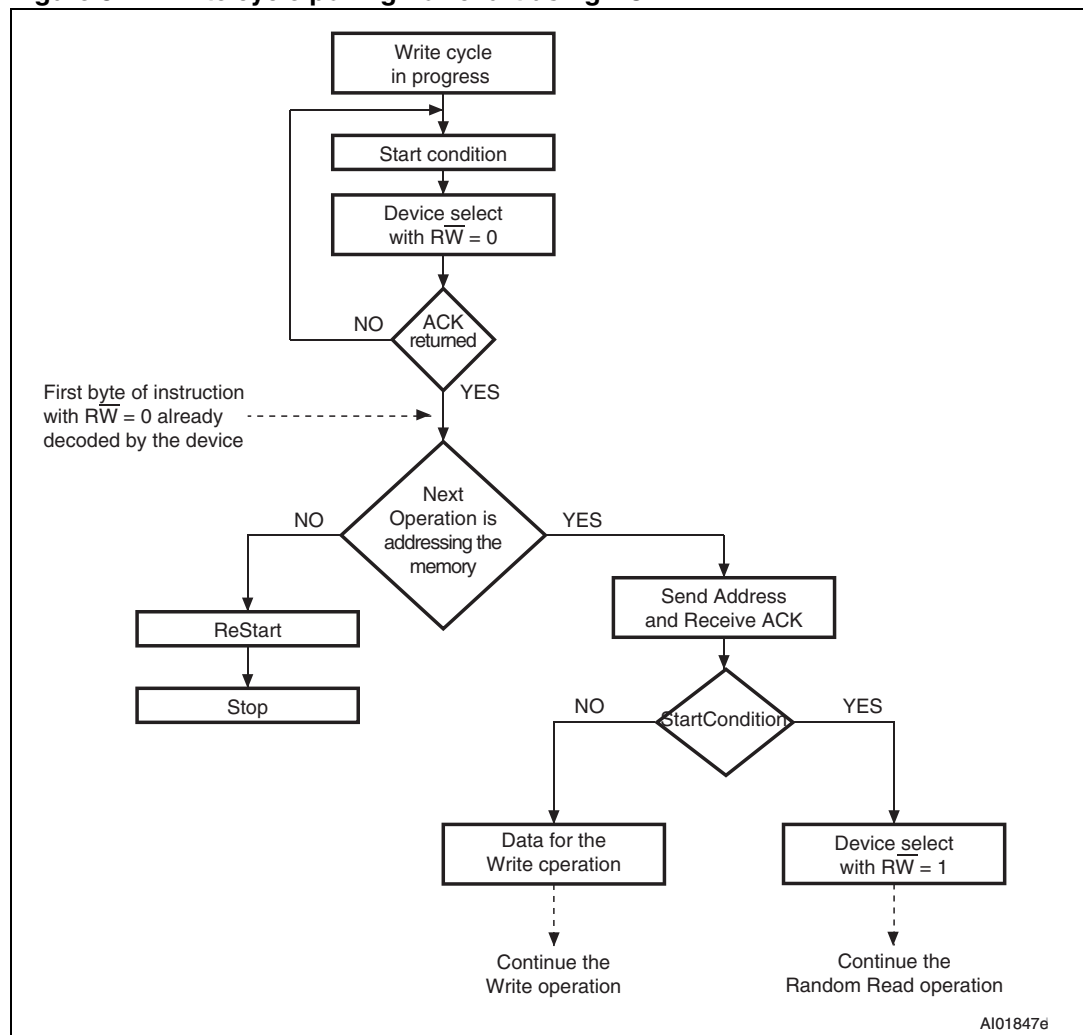 Write cycle
in progress
Start condition
Device select
with RW̅ = 0
NO
ACK
returned
YES
First byte of instruction
with RW̅ = 0 already
decoded by the device
Next
Operation is
addressing the
memory
NO
YES
Send Address
and Receive ACK
ReStart
Stop
StartCondition
NO
YES
Data for the
Write cperation
Device select
with RW̅ = 1
Continue the
Write operation
Continue the
Random Read operation
AI01847e